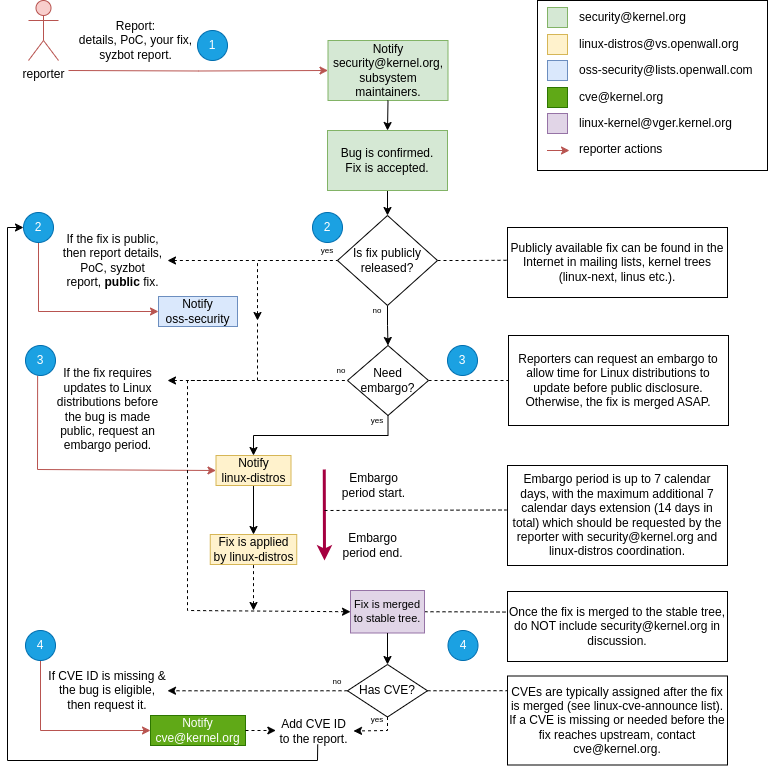 Report:
details, PoC, your fix,
syzbot report.
1
reporter
Notify
security@kernel.org,
subsystem
maintainers.
security@kernel.org
linux-distros@vs.openwall.org
oss-security@lists.openwall.com
cve@kernel.org
linux-kernel@vger.kernel.org
reporter actions
Bug is confirmed.
Fix is accepted.
2
If the fix is public,
then report details,
PoC, syzbot
report, public fix.
Notify
oss-security
2
yes
Is fix publicly
released?
no
Publicly available fix can be found in the
Internet in mailing lists, kernel trees
(linux-next, linus etc.).
3
If the fix requires
updates to Linux
distributions before
the bug is made
public, request an
embargo period.
no
Need
embargo?
yes
3
Reporters can request an embargo to
allow time for Linux distributions to
update before public disclosure.
Otherwise, the fix is merged ASAP.
Notify
linux-distros
Fix is applied
by linux-distros
Embargo
period start.
Embargo
period end.
Embargo period is up to 7 calendar
days, with the maximum additional 7
calendar days extension (14 days in
total) which should be requested by the
reporter with security@kernel.org and
linux-distros coordination.
Fix is merged
to stable tree.
Once the fix is merged to the stable tree,
do NOT include security@kernel.org in
discussion.
4
If CVE ID is missing &
the bug is eligible,
then request it.
Notify
cve@kernel.org
Add CVE ID
to the report.
no
Has CVE?
yes
4
CVEs are typically assigned after the fix
is merged (see linux-cve-announce list).
If a CVE is missing or needed before the
fix reaches upstream, contact
cve@kernel.org.